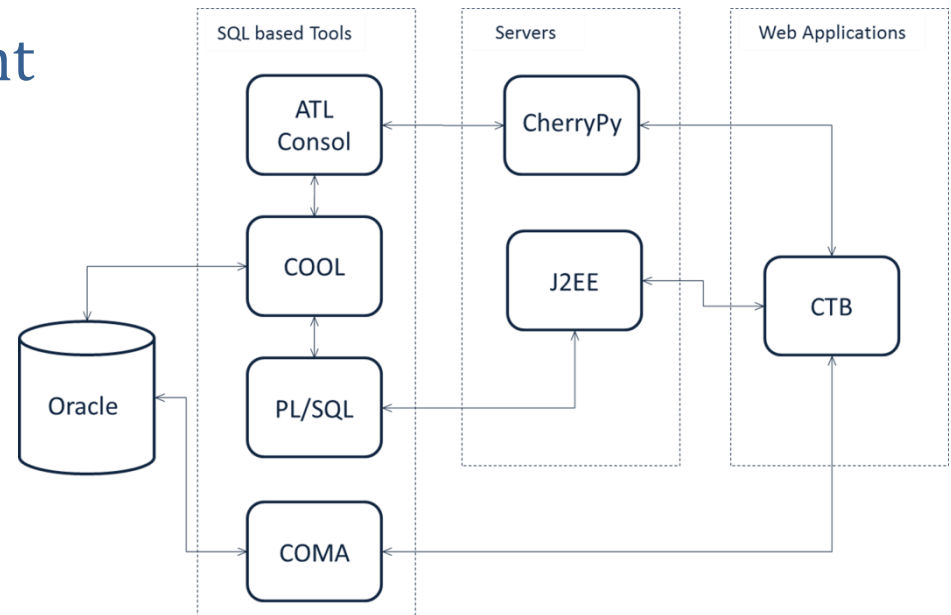 nt
SQL based Tools
Servers
Web Applications
ATL
Consol
CherryPy
COOL
J2EE
CTB
Oracle
PL/SQL
COMA